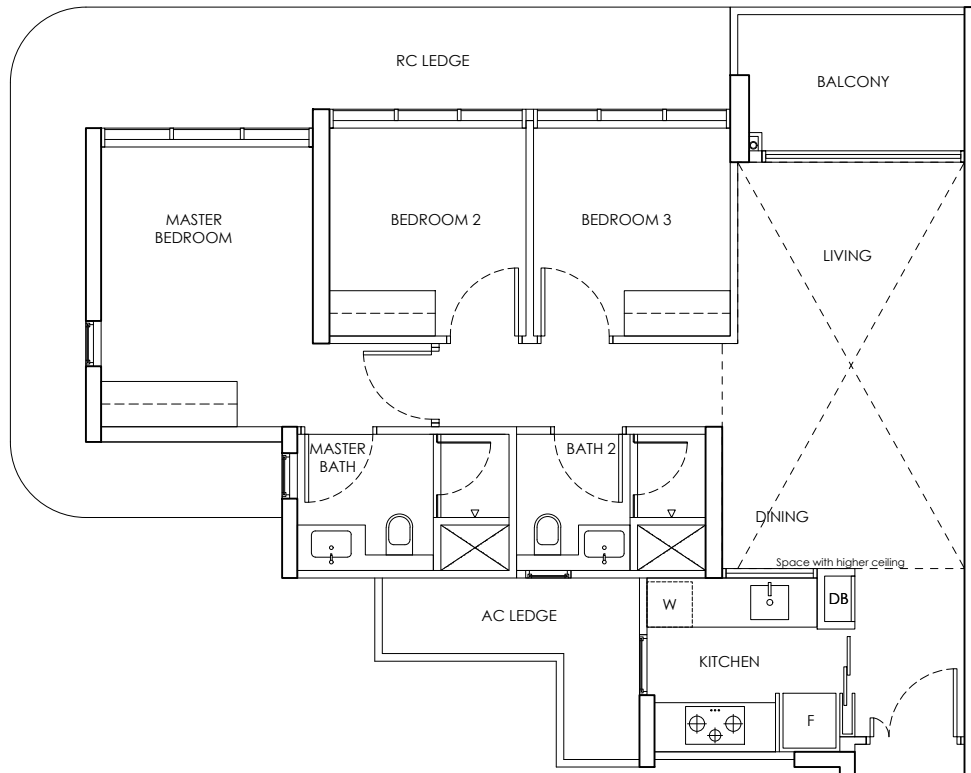 RC LEDGE
BALCONY
MASTER
BEDROOM
BEDROOM 2
BEDROOM 3
LIVING
MASTER
BATH
BATH 2
DINING
Space with higher ceiling
AC LEDGE
W
DB
KITCHEN
F